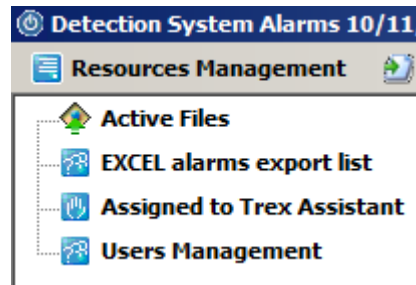 Detection System Alarms 10/11
Resources Management
Active Files
EXCEL alarms export list
Assigned to Trex Assistant
Users Management